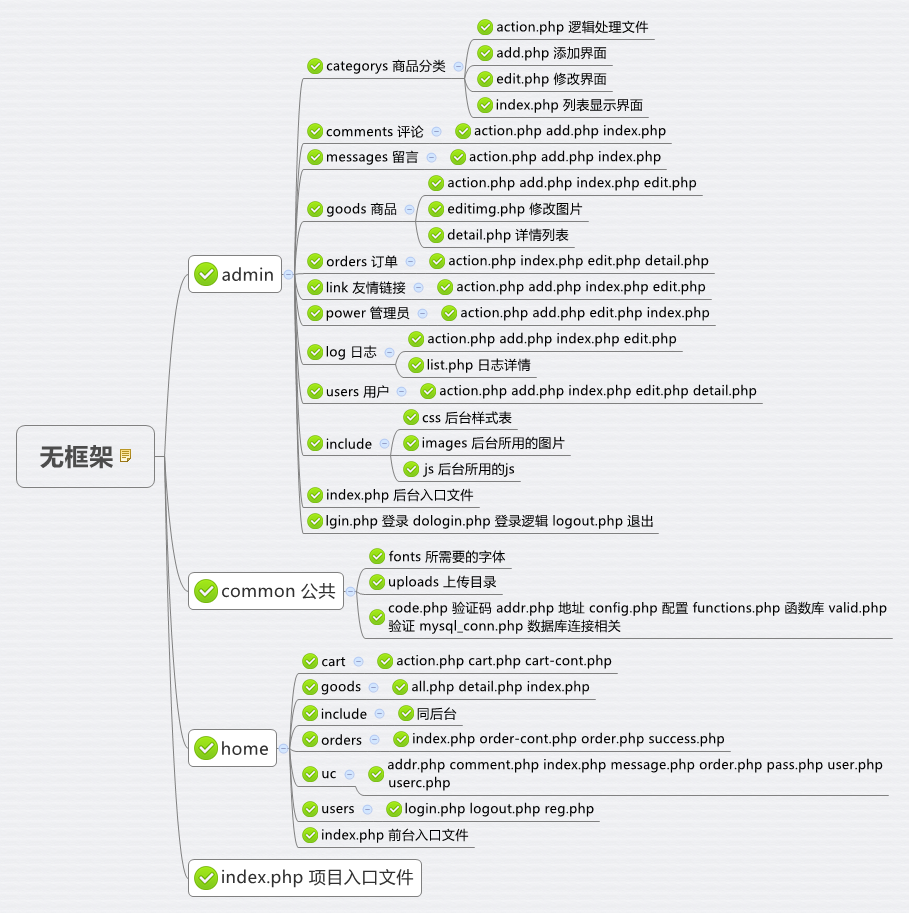 无框架
admin
categorys 商品分类
action.php 逻辑处理文件
add.php 添加界面
edit.php 修改界面
index.php 列表显示界面
comments 评论
action.php add.php index.php
messages 留言
action.php add.php index.php
goods 商品
action.php add.php index.php edit.php
editimg.php 修改图片
detail.php 详情列表
orders 订单
action.php index.php edit.php detail.php
link 友情链接
action.php add.php index.php edit.php
power 管理员
action.php add.php edit.php index.php
log 日志
action.php add.php index.php edit.php
list.php 日志详情
users 用户
action.php add.php index.php edit.php detail.php
include
css 后台样式表
images 后台所用的图片
js 后台所用的js
index.php 后台入口文件
lgin.php 登录 dologin.php 登录逻辑 logout.php 退出
common 公共
fonts 所需要的字体
uploads 上传目录
code.php 验证码 addr.php 地址 config.php 配置 functions.php 函数库 valid.php
验证 mysql_conn.php 数据库连接相关
home
cart
action.php cart.php cart-cont.php
goods
all.php detail.php index.php
include
同后台
orders
index.php order-cont.php order.php success.php
uc
addr.php comment.php index.php message.php order.php pass.php user.php
userc.php
users
login.php logout.php reg.php
index.php 前台入口文件
index.php 项目入口文件